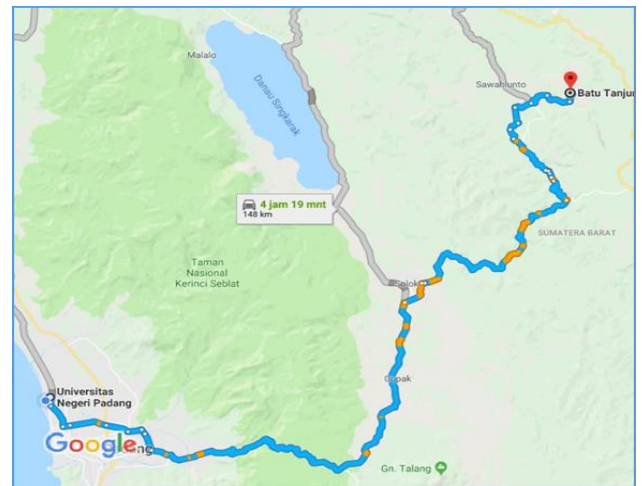 Malalo
Danau Singkarak
Sawahlunto
Batu Tanjun
4 jam 19 mnt
148 km
SUMATERA BARAT
Taman
Nasional
Kerinci Seblat
Solok
Cupak
Universitas
Negeri Padang
Google
Gn. Talang